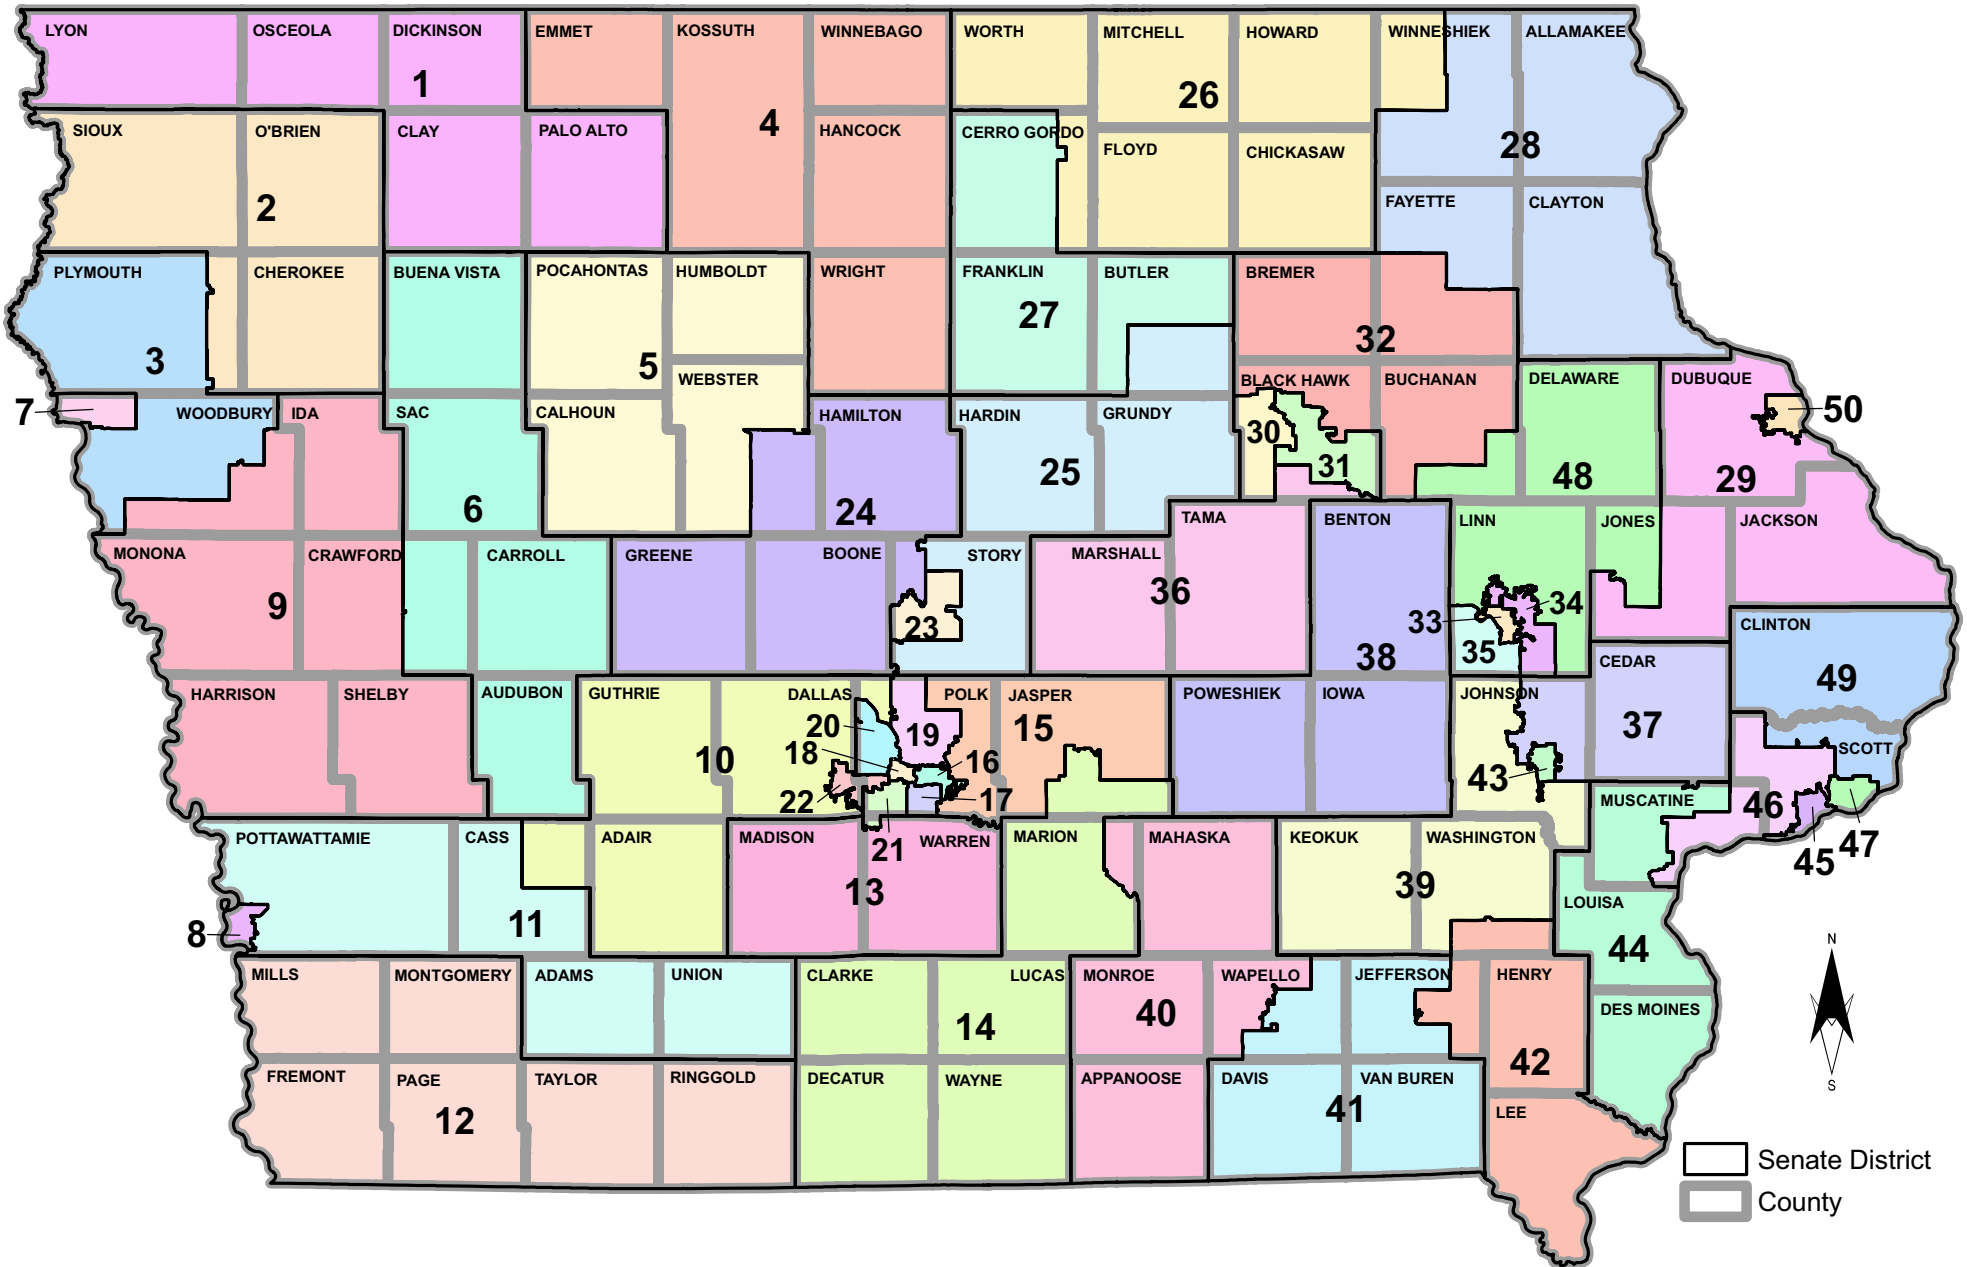 LYON OSCEOLA DICKINSON EMMET KOSSUTH WINNEBAGO WORTH MITCHELL HOWARD WINNESHIEK ALLAMAKEE
1 4 26
SIOUX O'BRIEN CLAY PALO ALTO HANCOCK CERRO GORDO FLOYD CHICKASAW 28
2 FAYETTE CLAYTON
PLYMOUTH CHEROKEE BUENA VISTA POCAHONTAS HUMBOLDT WRIGHT FRANKLIN BUTLER BREMER
27 32
3 5 WEBSTER BLACK HAWK BUCHANAN DELAWARE DUBUQUE
7 WOODBURY IDA SAC CALHOUN HAMILTON HARDIN GRUNDY 30 50
25 31 48 29
6 24 TAMA BENTON LINN JONES JACKSON
MONONA CRAWFORD CARROLL GREENE BOONE STORY MARSHALL
9 23 36 33 34
38 35 CLINTON
HARRISON SHELBY AUDUBON GUTHRIE DALLAS POLK JASPER POWESHIEK IOWA JOHNSON CEDAR 49
20 19 15 37
10 18 16 43 SCOTT
22 17 MUSCATINE 46
POTTAWATTAMIE CASS ADAIR MADISON 21 WARREN MARION MAHASKA KEOKUK WASHINGTON 45 47
8 11 13 39 LOUISA
44 N
MILLS MONTGOMERY ADAMS UNION CLARKE LUCAS MONROE WAPELLO JEFFERSON HENRY
14 40 DES MOINES
42
FREMONT PAGE TAYLOR RINGGOLD DECATUR WAYNE APPANOOSE DAVIS VAN BUREN S
12 41 LEE
Senate District
County